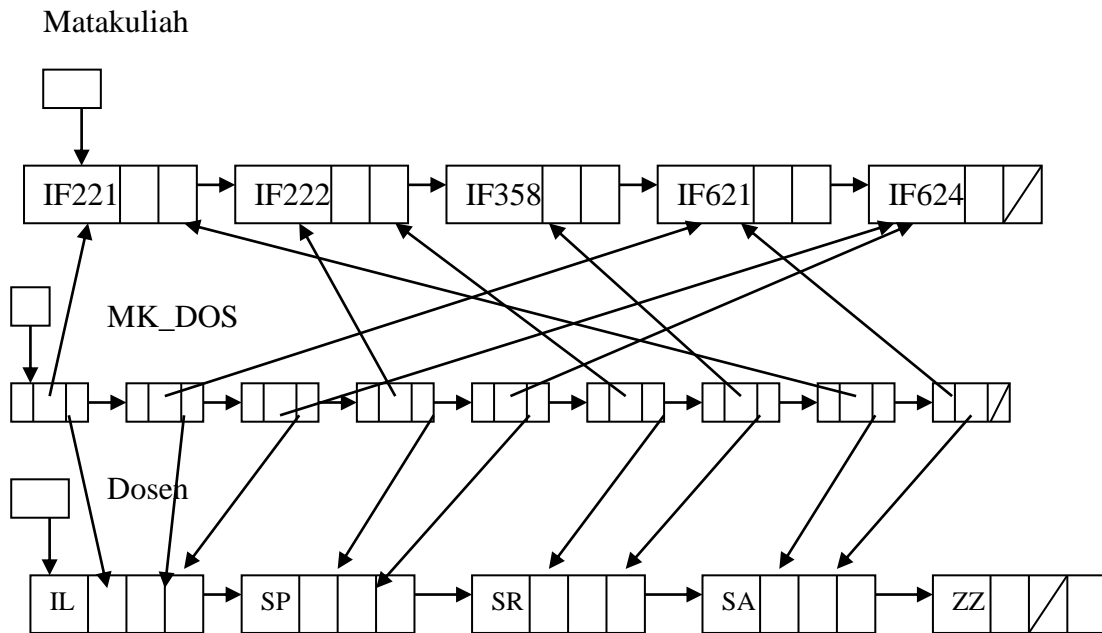 Matakuliah
IF221 IF222 IF358 IF621 IF624
MK_DOS
Dosen
IL SP SR SA ZZ